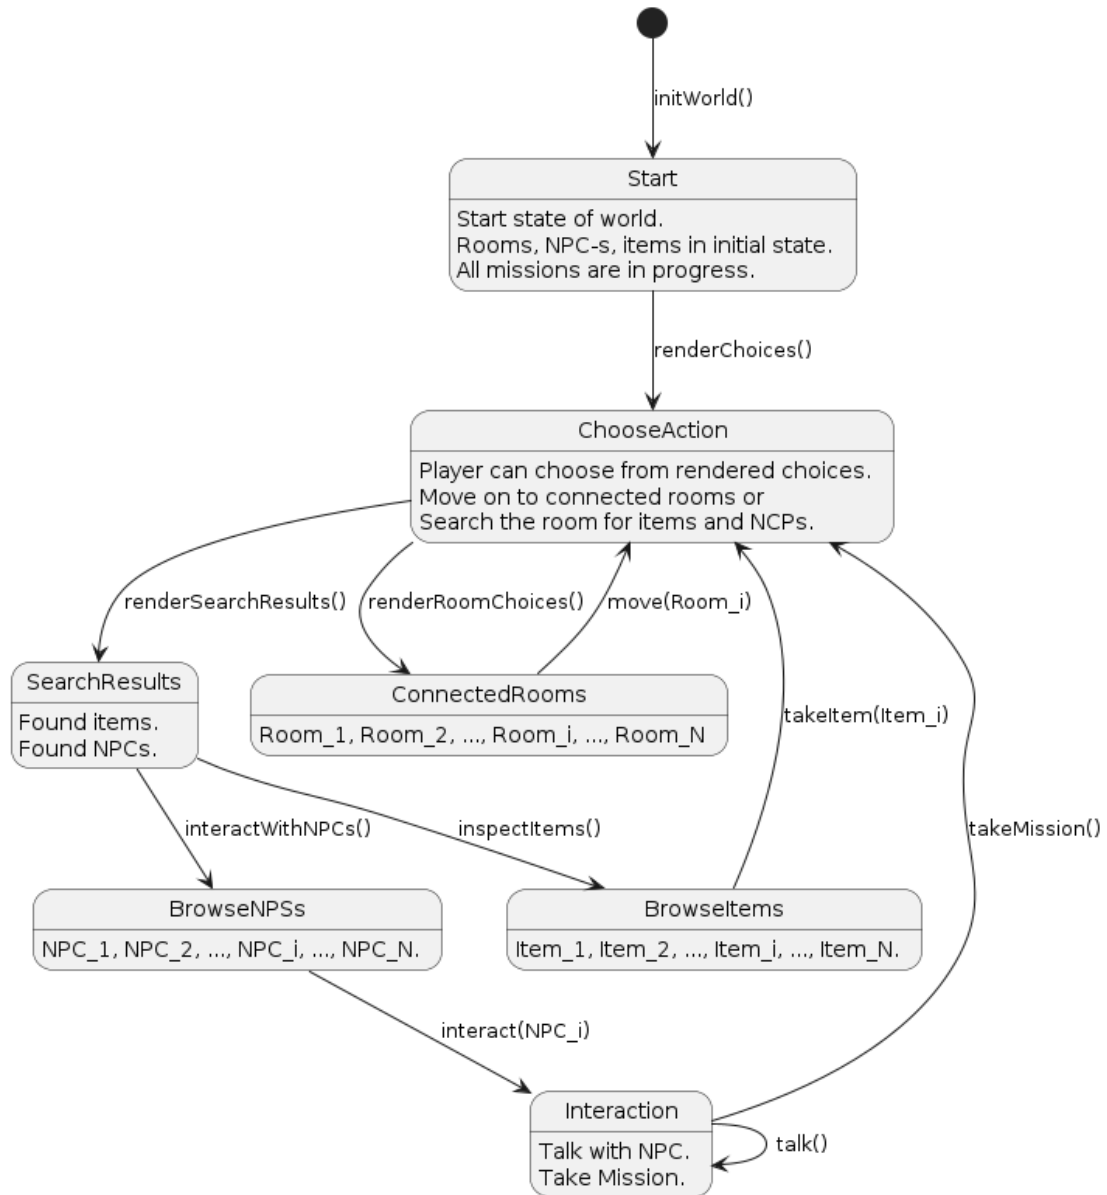 initWorld()
Start
Start state of world.
Rooms, NPC-s, items in initial state.
All missions are in progress.
renderChoices()
ChooseAction
Player can choose from rendered choices.
Move on to connected rooms or
Search the room for items and NCPs.
renderSearchResults()
renderRoomChoices()
move(Room_i)
SearchResults
Found items.
Found NPCs.
ConnectedRooms
Room_1, Room_2, ..., Room_i, ..., Room_N
takeItem(Item_i)
interactWithNPCs()
inspectItems()
takeMission()
BrowseNPSs
NPC_1, NPC_2, ..., NPC_i, ..., NPC_N.
BrowseItems
Item_1, Item_2, ..., Item_i, ..., Item_N.
interact(NPC_i)
Interaction
Talk with NPC.
Take Mission.
talk()